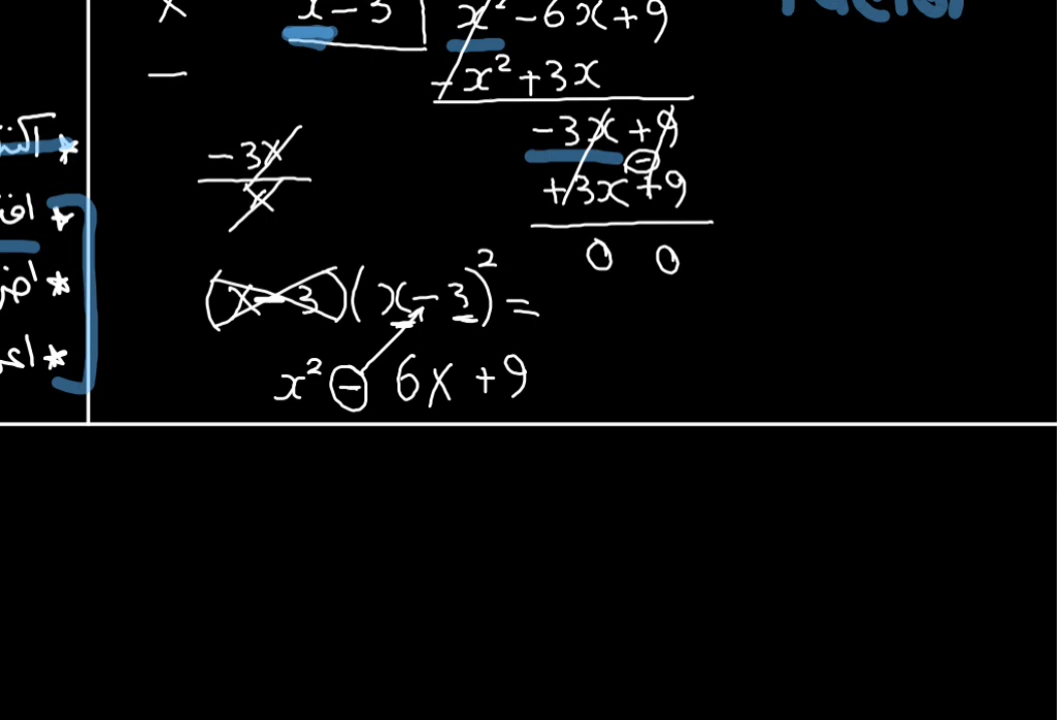 x - 3 x² - 6x + 9
-
- x² + 3x
- 3x + 9
-
+ 3x + 9
0 0
- 3x
x
(x - 3)(x - 3)² =
x² - 6x + 9